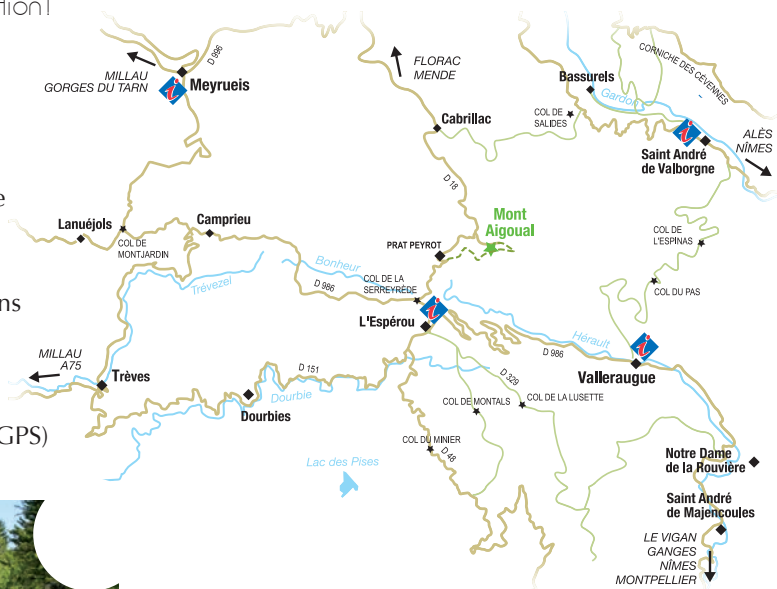 tion!
D 996
MILLAU
GORGES DU TARN
Meyrueis
i
FLORAC
MENDE
CORNICHE DES CÉVENNES
Bassurels
Gardon
COL DE
SALIDES
Cabrillac
i
ALÈS
NÎMES
Saint André
de Valborgne
D 18
e
Lanuéjols
Camprieu
COL DE
MONTJARDIN
Mont
Aigoual
PRAT PEYROT
COL DE
L'ESPINAS
Bonheur
Trévezel
D 986
COL DE LA
SERREYRÈDE
COL DU PAS
ns
i
L'Espérou
Hérault
i
D 986
Valleraugue
MILLAU
A75
Trèves
D 151
Dourbie
Dourbies
D 329
COL DE MONTALS
COL DE LA LUSETTE
GPS)
COL DU MINIER
D 48
Lac des Pises
Notre Dame
de la Rouvière
Saint André
de Majencoules
LE VIGAN
GANGES
NÎMES
MONTPELLIER